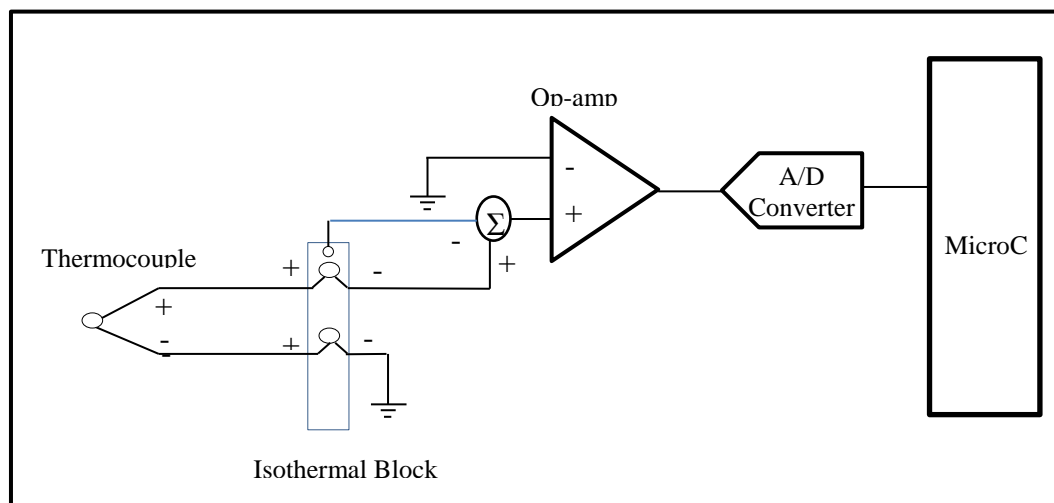 Op-amp
-
+
Σ
-
+
A/D
Converter
MicroC
Thermocouple
+
-
+
-
+
-
Isothermal Block